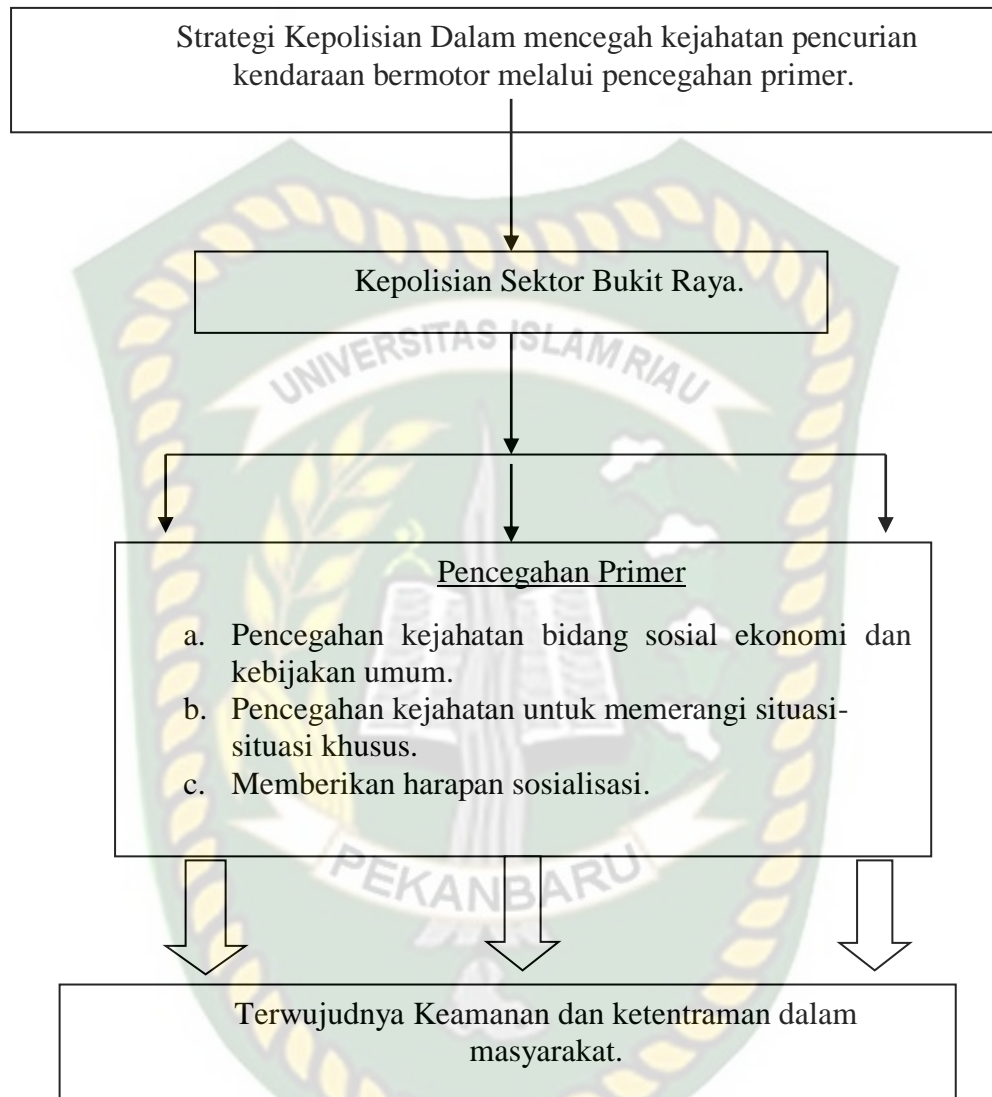 Strategi Kepolisian Dalam mencegah kejahatan pencurian
kendaraan bermotor melalui pencegahan primer.
Kepolisian Sektor Bukit Raya.
UNIVERSITAS ISLAM RIAU
Pencegahan Primer
a. Pencegahan kejahatan bidang sosial ekonomi dan
kebijakan umum.
b. Pencegahan kejahatan untuk memerangi situasi-
situasi khusus.
c. Memberikan harapan sosialisasi.
PEKANBARU
Terwujudnya Keamanan dan ketentraman dalam
masyarakat.